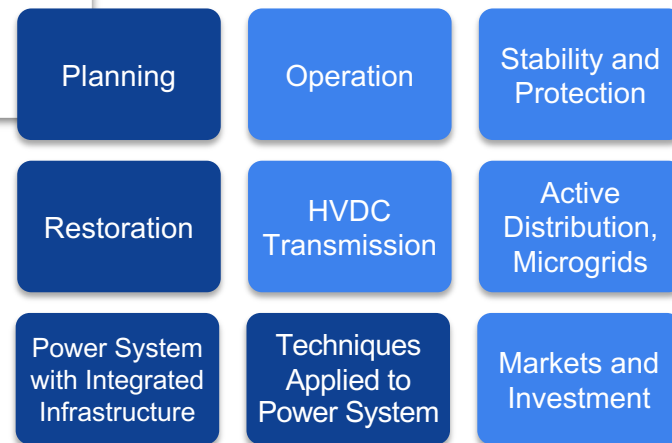 Planning
Operation
Stability and
Protection
Restoration
HVDC
Transmission
Active
Distribution,
Microgrids
Power System
with Integrated
Infrastructure
Techniques
Applied to
Power System
Markets and
Investment